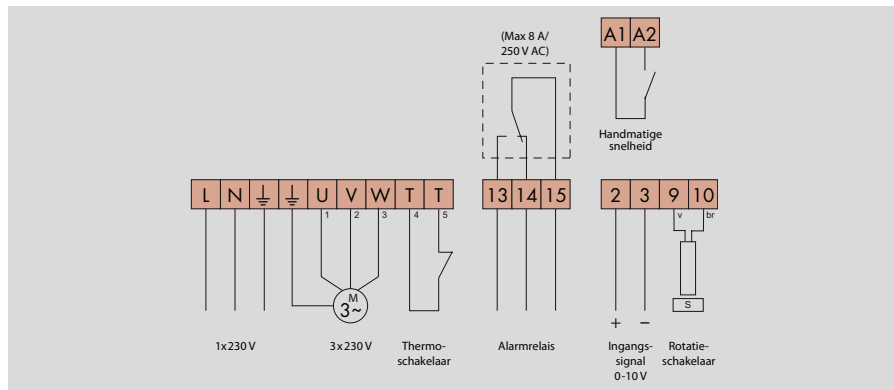 (Max 8 A/
250 V AC)
A1 A2
Handmatige
snelheid
L N U V W T T
1 2 3 4 5
13 14 15
2 3 9 10
v br
M
3~
S
+ −
1x230 V
3x230 V
Thermo-
schakelaar
Alarmrelais
Ingangs-
signaal
0-10 V
Rotatie-
schakelaar